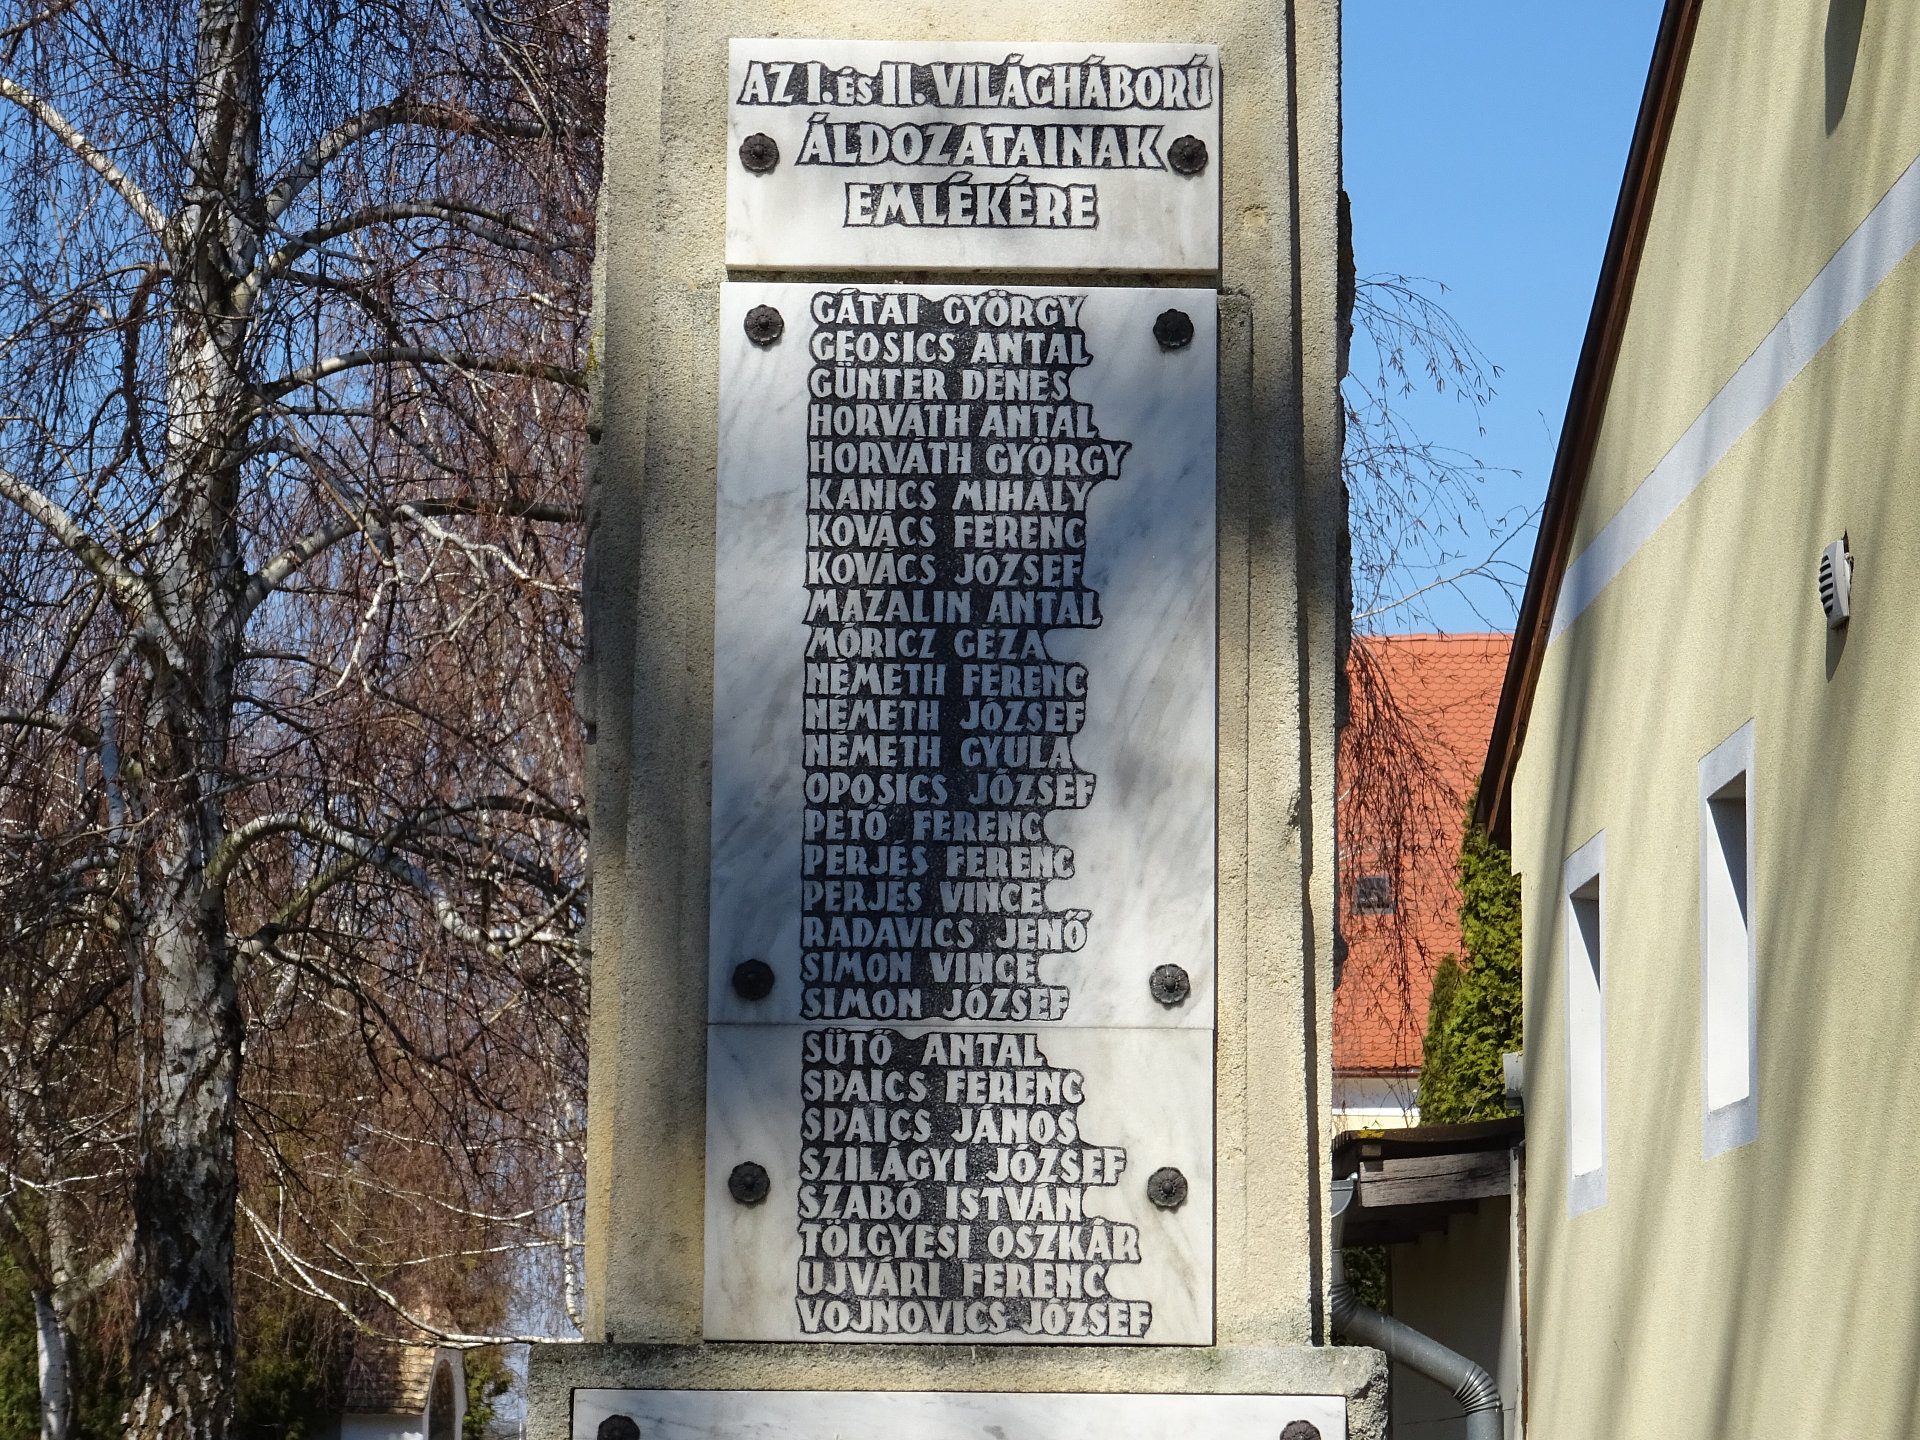 AZ I. ÉS II. VILÁGHÁBORÚ
ÁLDOZATAINAK
EMLÉKÉRE
GÁTAI GYÖRGY
GEOSICS ANTAL
GÜNTER DÉNES
HORVÁTH ANTAL
HORVÁTH GYÖRGY
KANICS MIHÁLY
KOVÁCS FERENC
KOVÁCS JÓZSEF
MAZALIN ANTAL
MÓRICZ GÉZA
NÉMETH FERENC
NÉMETH JÓZSEF
NÉMETH GYULA
OPOSICS JÓZSEF
PETŐ FERENC
PERJÉS FERENC
PERJÉS VINCE
RADAVICS JENŐ
SIMON VINCE
SIMON JÓZSEF
SÜTŐ ANTAL
SPAICS FERENC
SPAICS JÁNOS
SZILÁGYI JÓZSEF
SZABÓ ISTVÁN
TÖLGYESI OSZKÁR
UJVÁRI FERENC
VOJNOVICS JÓZSEF